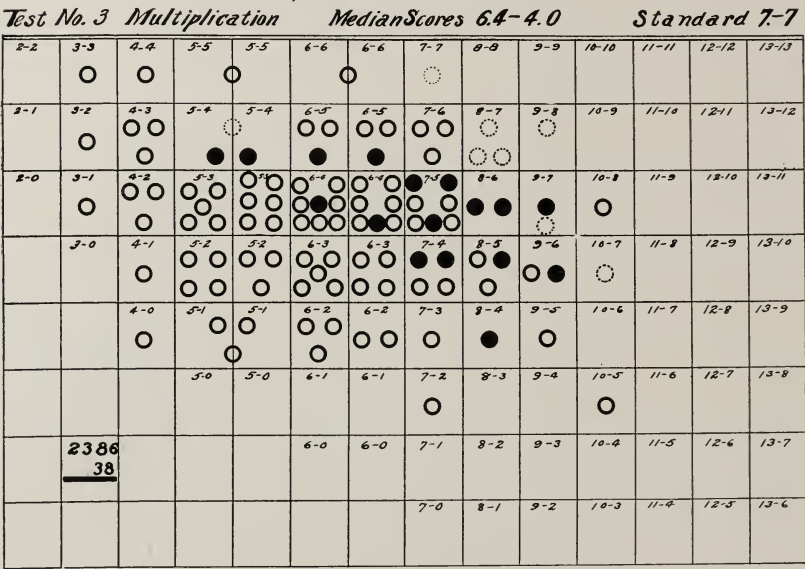 Test No. 3 Multiplication Median Scores 6.4-4.0 Standard 7-7
2-2 3-3 4-4 5-5 5-5 6-6 6-6 7-7 8-8 9-9 10-10 11-11 12-12 13-13
2-1 3-2 4-3 5-4 5-4 6-5 6-5 7-6 8-7 9-8 10-9 11-10 12-11 13-12
2-0 3-1 4-2 5-3 5-3 6-4 6-4 7-5 8-6 9-7 10-8 11-9 12-10 13-11
3-0 4-1 5-2 5-2 6-3 6-3 7-4 8-5 9-6 10-7 11-8 12-9 13-10
4-0 5-1 5-1 6-2 6-2 7-3 8-4 9-5 10-6 11-7 12-8 13-9
5-0 5-0 6-1 6-1 7-2 8-3 9-4 10-5 11-6 12-7 13-8
2386 6-0 6-0 7-1 8-2 9-3 10-4 11-5 12-6 13-7
38
7-0 8-1 9-2 10-3 11-4 12-5 13-6